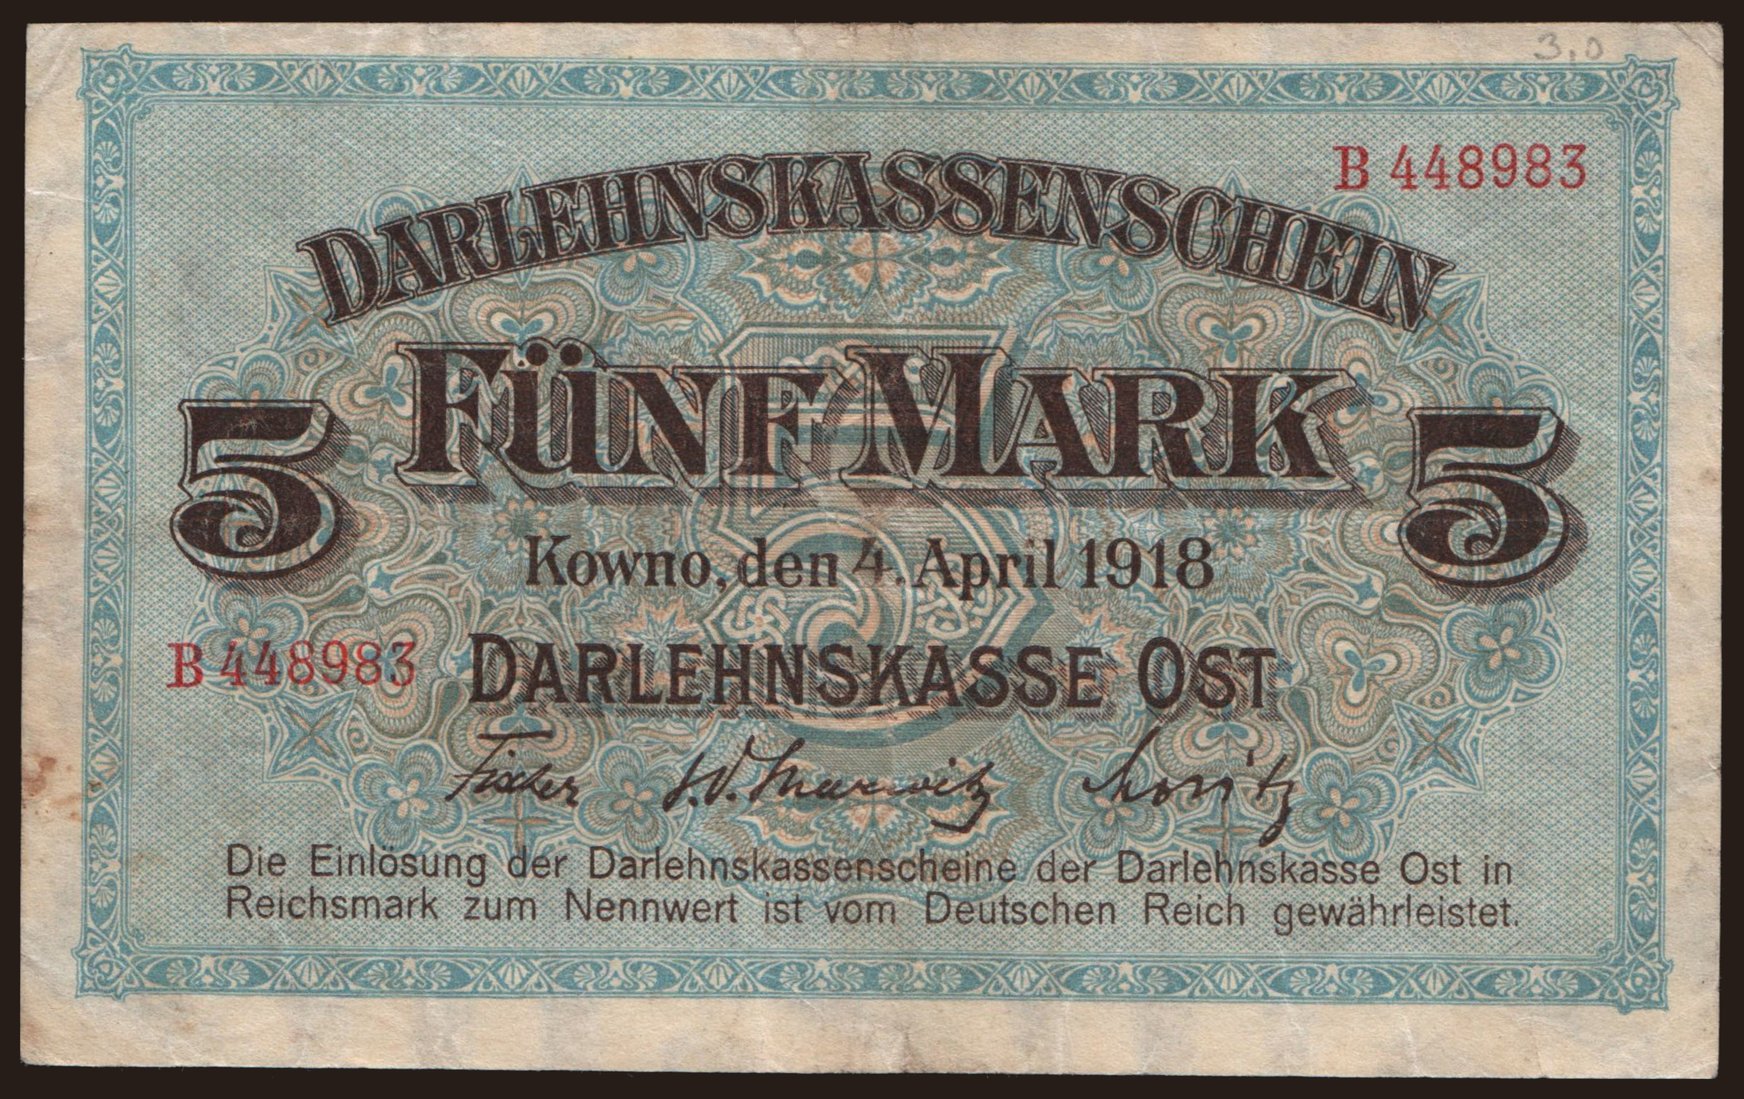 3,0
B 448983
DARLEHNSKASSENSCHEIN
5 FÜNF MARK 5
Kowno, den 4. April 1918
B 448983 DARLEHNSKASSE OST
Fischer
Die Einlösung der Darlehnskassenscheine der Darlehnskasse Ost in
Reichsmark zum Nennwert ist vom Deutschen Reich gewährleistet.